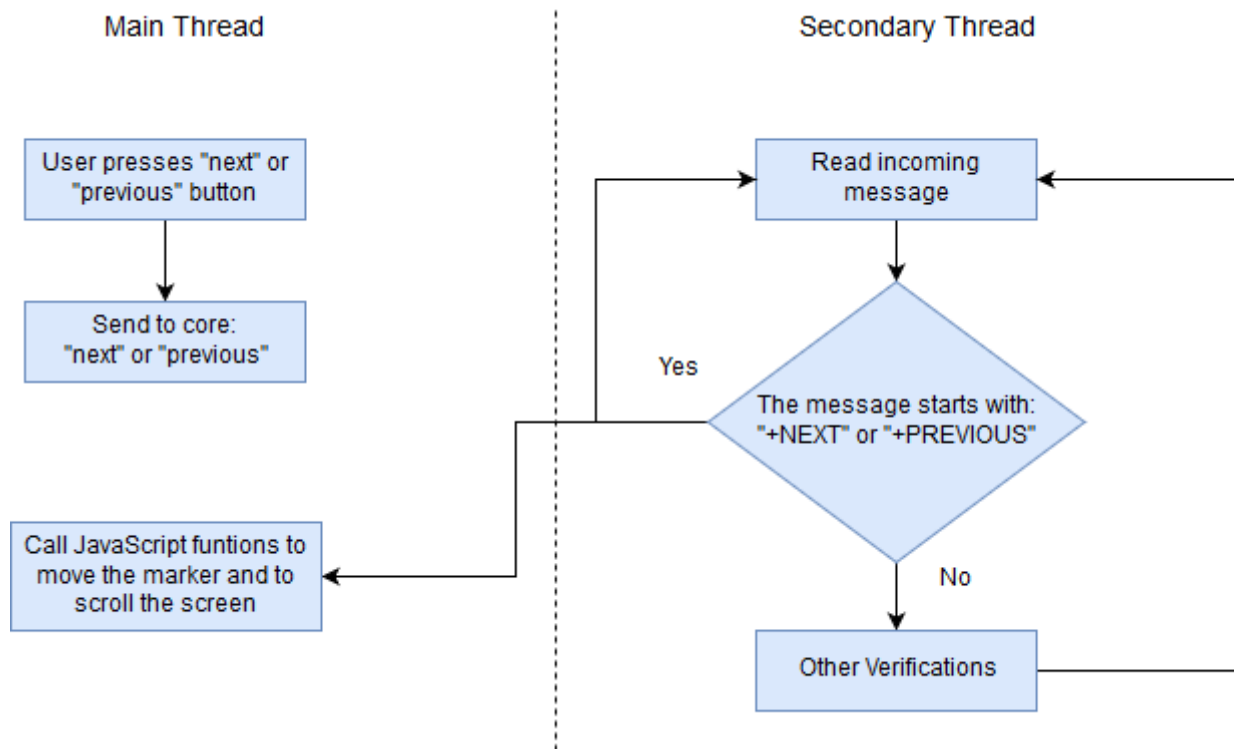 Main Thread
Secondary Thread
User presses "next" or
"previous" button
Send to core:
"next" or "previous"
Call JavaScript funtions to
move the marker and to
scroll the screen
Read incoming
message
Yes
The message starts with:
"+NEXT" or "+PREVIOUS"
No
Other Verifications